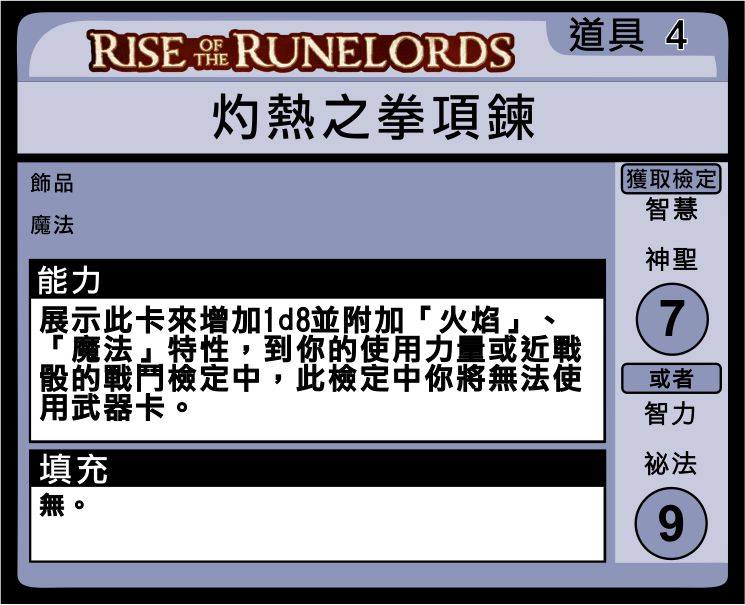 RISE OF THE RUNELORDS
道具 4
灼熱之拳項鍊
飾品
魔法
能力
展示此卡來增加1d8並附加「火焰」、
「魔法」特性，到你的使用力量或近戰
骰的戰鬥檢定中，此檢定中你將無法使
用武器卡。
填充
無。
獲取檢定
智慧
神聖
7
或者
智力
祕法
9